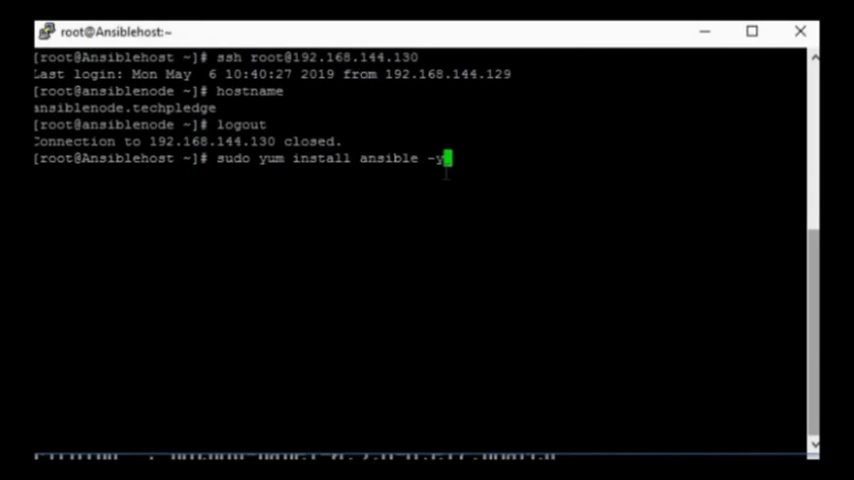 root@Ansiblehost:~
[root@Ansiblehost ~]# ssh root@192.168.144.130
Last login: Mon May  6 10:40:27 2019 from 192.168.144.129
[root@ansiblenode ~]# hostname
ansiblenode.techpledge
[root@ansiblenode ~]# logout
Connection to 192.168.144.130 closed.
[root@Ansiblehost ~]# sudo yum install ansible -y